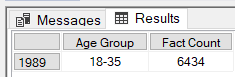 Messages Results
Age Group Fact Count
1989 18-35 6434